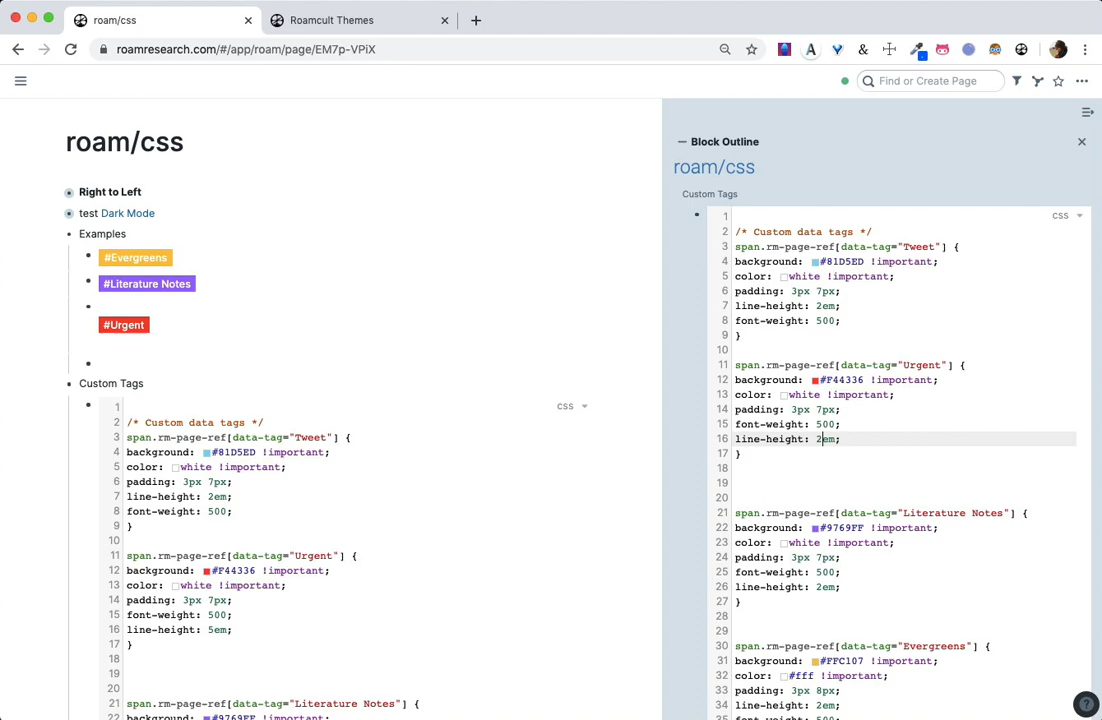 roam/css
Roamcult Themes
roamresearch.com/#/app/roam/page/EM7p-VPiX
Find or Create Page
roam/css
Right to Left
test Dark Mode
Examples
#Evergreens
#Literature Notes
#Urgent
Custom Tags
css
1
2 /* Custom data tags */
3 span.rm-page-ref[data-tag="Tweet"] {
4 background: #81D5ED !important;
5 color: white !important;
6 padding: 3px 7px;
7 line-height: 2em;
8 font-weight: 500;
9 }
10
11 span.rm-page-ref[data-tag="Urgent"] {
12 background: #F44336 !important;
13 color: white !important;
14 padding: 3px 7px;
15 font-weight: 500;
16 line-height: 5em;
17 }
18
19
20
21 span.rm-page-ref[data-tag="Literature Notes"] {
22 background: #9769FF !important;
Block Outline
roam/css
Custom Tags
css
1
2 /* Custom data tags */
3 span.rm-page-ref[data-tag="Tweet"] {
4 background: #81D5ED !important;
5 color: white !important;
6 padding: 3px 7px;
7 line-height: 2em;
8 font-weight: 500;
9 }
10
11 span.rm-page-ref[data-tag="Urgent"] {
12 background: #F44336 !important;
13 color: white !important;
14 padding: 3px 7px;
15 font-weight: 500;
16 line-height: 2em;
17 }
18
19
20
21 span.rm-page-ref[data-tag="Literature Notes"] {
22 background: #9769FF !important;
23 color: white !important;
24 padding: 3px 7px;
25 font-weight: 500;
26 line-height: 2em;
27 }
28
29
30 span.rm-page-ref[data-tag="Evergreens"] {
31 background: #FFC107 !important;
32 color: #fff !important;
33 padding: 3px 8px;
34 line-height: 2em;
35 font-weight: 500;